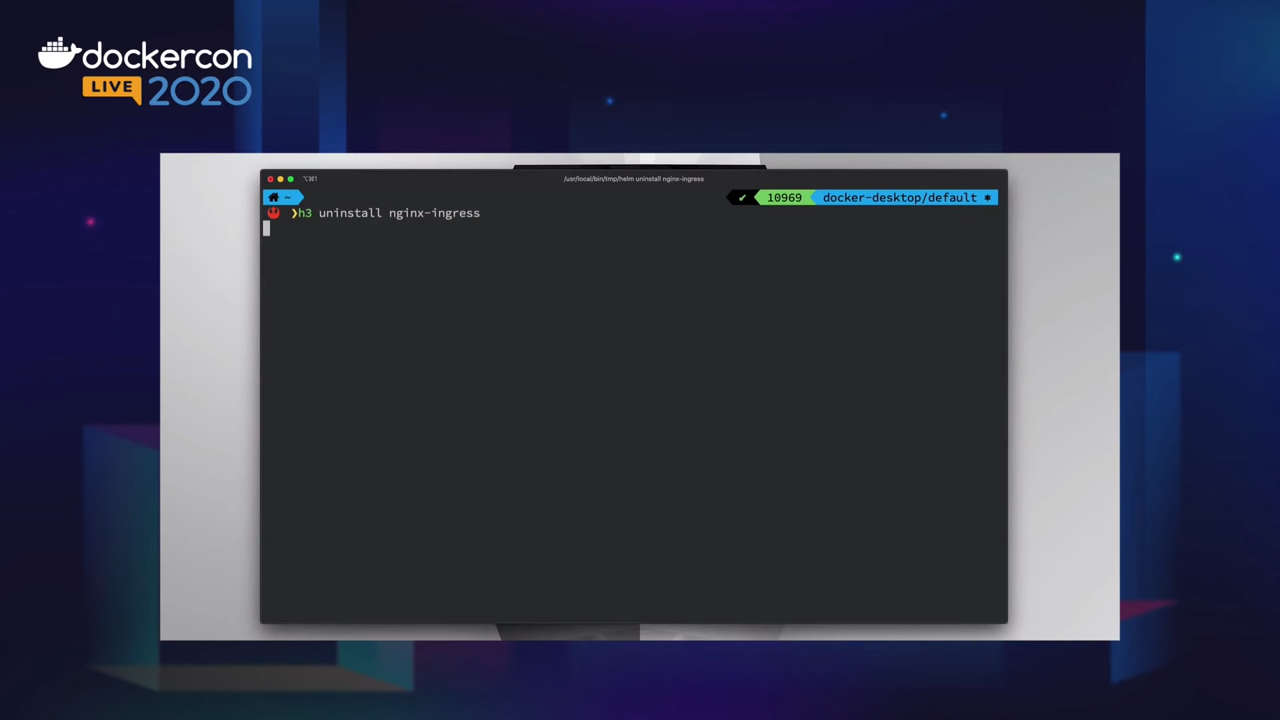 dockercon
LIVE 2020
⌥⌘1
/usr/local/bin/tmp/helm uninstall nginx-ingress
~
✔ 10969 docker-desktop/default
❯h3 uninstall nginx-ingress